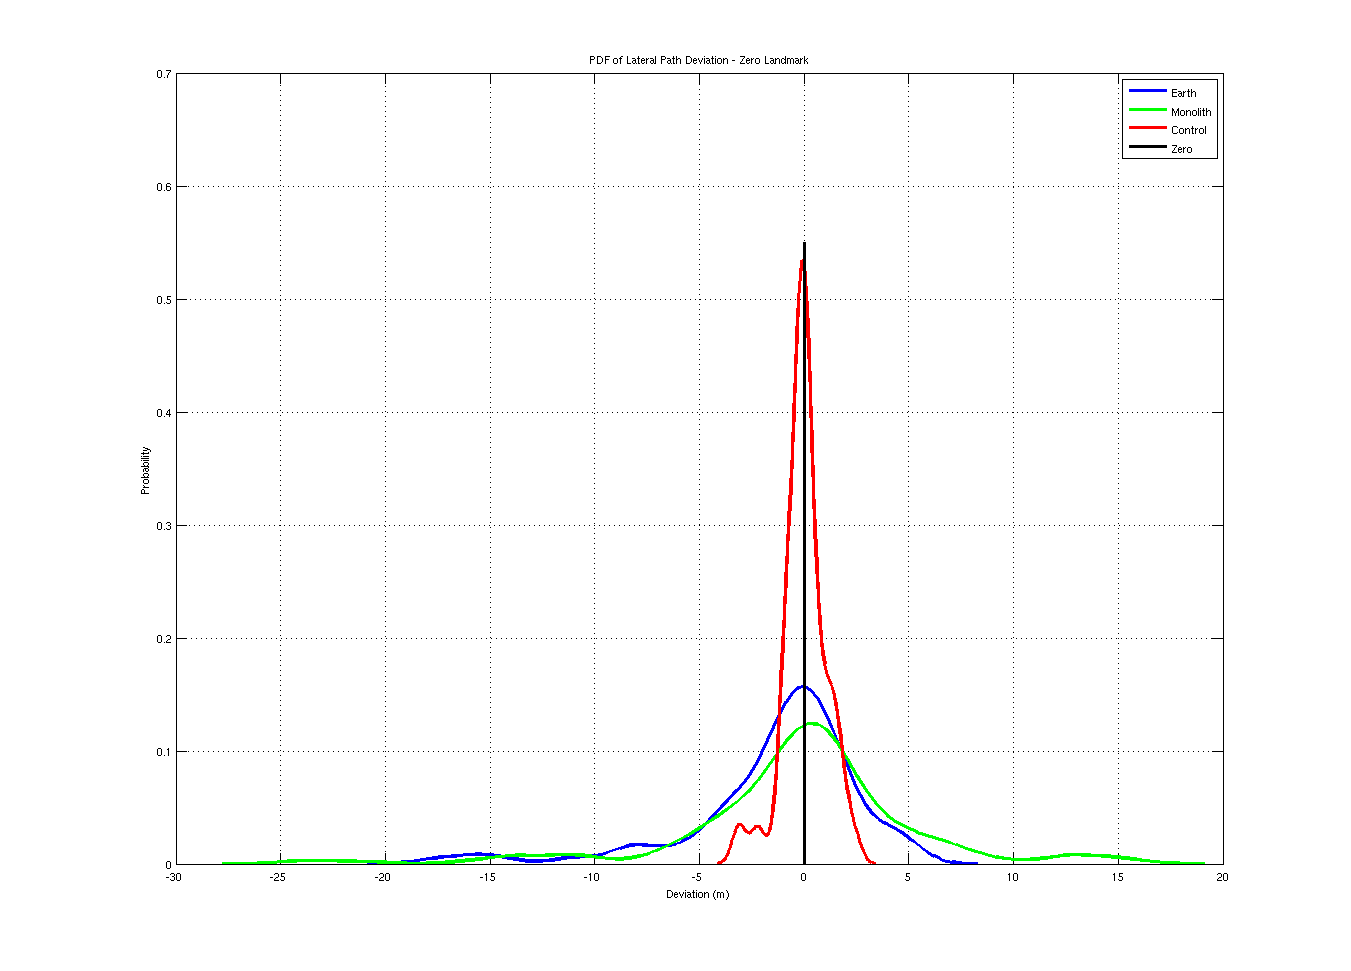 PDF of Lateral Path Deviation - Zero Landmark
0.7
0.6
0.5
0.4
0.3
0.2
0.1
0
Probability
Earth
Monolith
Control
Zero
-30 -25 -20 -15 -10 -5 0 5 10 15 20
Deviation (m)